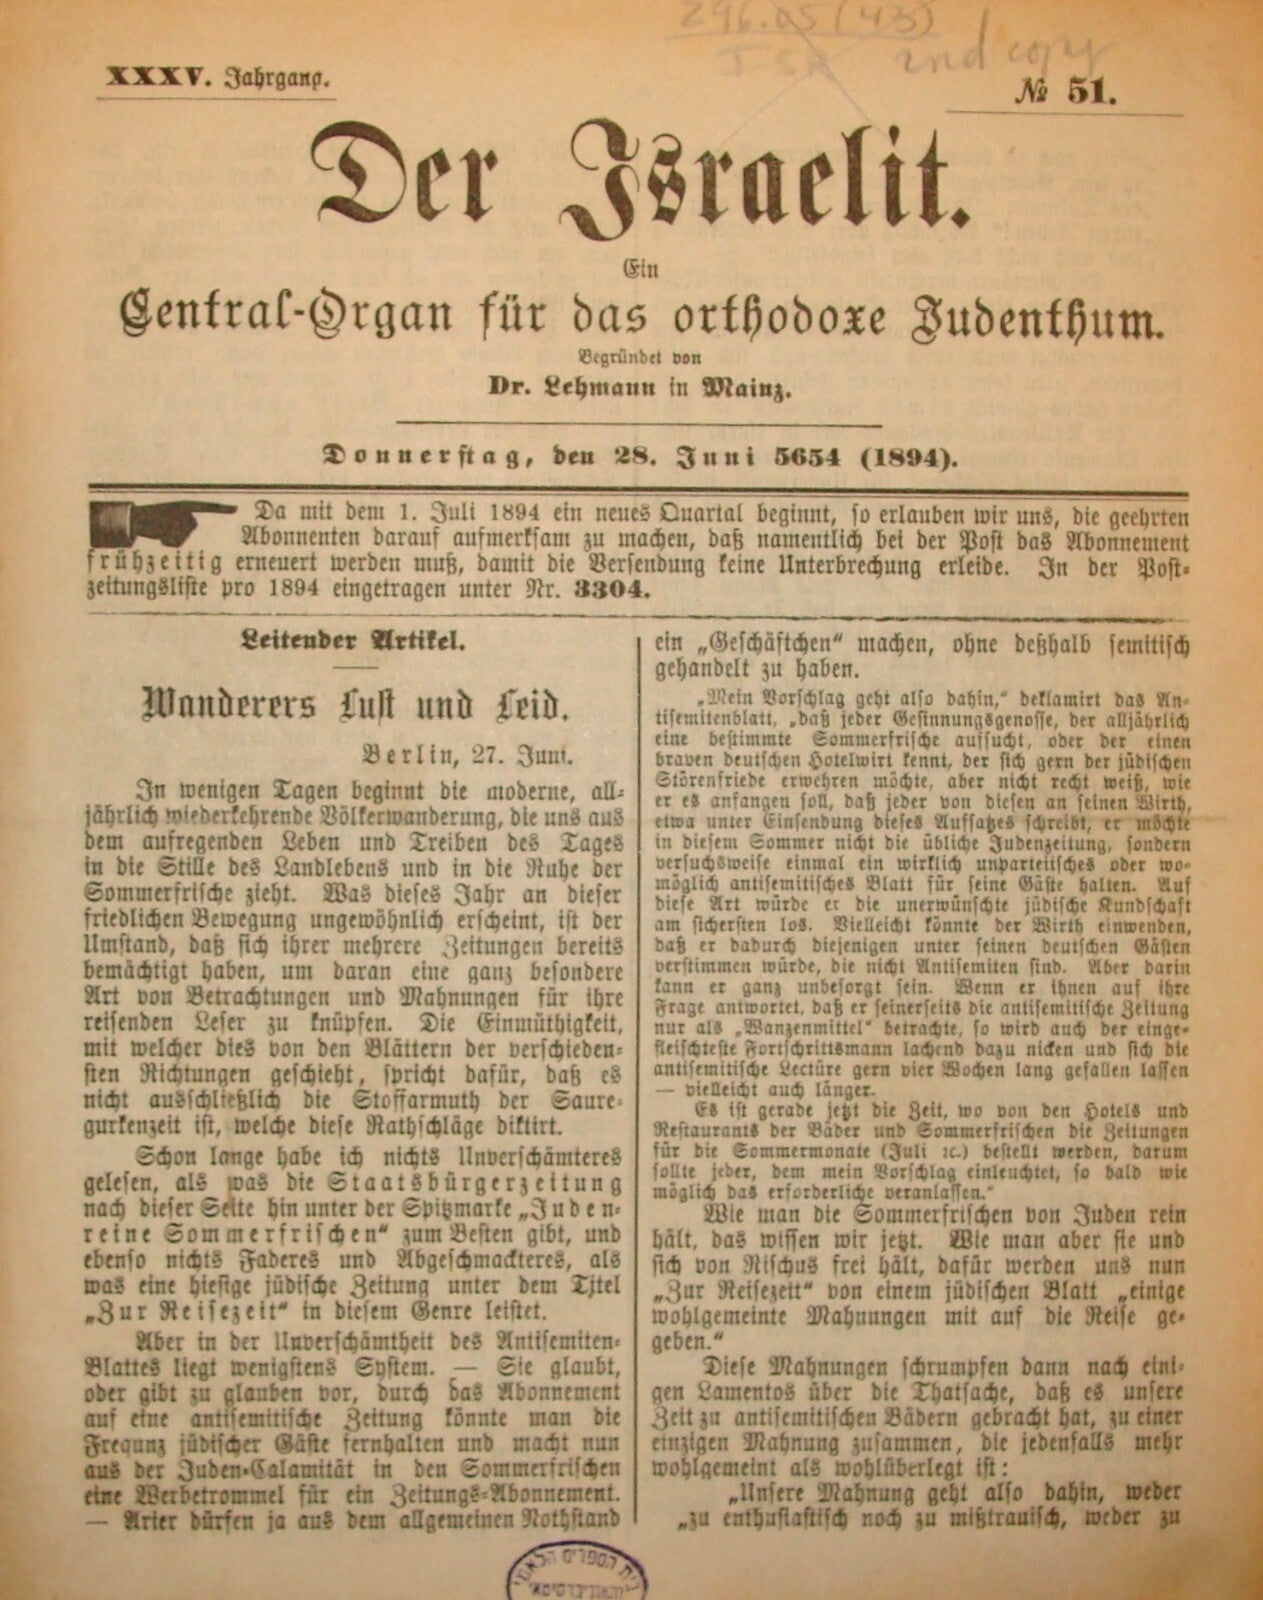 296.05 (43)
ISR 2nd copy
XXXV. Jahrgang.
№ 51.
Der Israelit.
Ein
Central-Organ für das orthodoxe Judenthum.
Begründet von
Dr. Lehmann in Mainz.
Donnerstag, den 28. Juni 5654 (1894).
Da mit dem 1. Juli 1894 ein neues Quartal beginnt, so erlauben wir uns, die geehrten
Abonnenten darauf aufmerksam zu machen, daß namentlich bei der Post das Abonnement
frühzeitig erneuert werden muß, damit die Versendung keine Unterbrechung erleide. In der Post-
zeitungsliste pro 1894 eingetragen unter Nr. 3304.
Leitender Artikel.
Wanderers Lust und Leid.
Berlin, 27. Juni.
In wenigen Tagen beginnt die moderne, all-
jährlich wiederkehrende Völkerwanderung, die uns aus
dem aufregenden Leben und Treiben des Tages
in die Stille des Landlebens und in die Ruhe der
Sommerfrische zieht. Was dieses Jahr an dieser
friedlichen Bewegung ungewöhnlich erscheint, ist der
Umstand, daß sich ihrer mehrere Zeitungen bereits
bemächtigt haben, um daran eine ganz besondere
Art von Betrachtungen und Mahnungen für ihre
reisenden Leser zu knüpfen. Die Einmüthigkeit,
mit welcher dies von den Blättern der verschieden-
sten Richtungen geschieht, spricht dafür, daß es
nicht ausschließlich die Stoffarmuth der Saure-
gurkenzeit ist, welche diese Rathschläge diktirt.
Schon lange habe ich nichts Unverschämteres
gelesen, als was die Staatsbürgerzeitung
nach dieser Seite hin unter der Spitzmarke „Juden-
reine Sommerfrischen“ zum Besten gibt, und
ebenso nichts Faderes und Abgeschmackteres, als
was eine hiesige jüdische Zeitung unter dem Titel
„Zur Reisezeit“ in diesem Genre leistet.
Aber in der Unverschämtheit des Antisemiten-
Blattes liegt wenigstens System. — Sie glaubt,
oder gibt zu glauben vor, durch das Abonnement
auf eine antisemitische Zeitung könnte man die
Frequnz jüdischer Gäste fernhalten und macht nun
aus der Juden-Calamität in den Sommerfrischen
eine Werbetrommel für ein Zeitungs-Abonnement.
— Arier dürfen ja aus dem allgemeinen Nothstand
ein „Geschäftchen“ machen, ohne deßhalb semitisch
gehandelt zu haben.
„Mein Vorschlag geht also dahin,“ deklamirt das An-
tisemitenblatt, „daß jeder Gesinnungsgenosse, der alljährlich
eine bestimmte Sommerfrische aufsucht, oder der einen
braven deutschen Hotelwirt kennt, der sich gern der jüdischen
Störenfriede erwehren möchte, aber nicht recht weiß, wie
er es anfangen soll, daß jeder von diesen an seinen Wirth,
etwa unter Einsendung dieses Aufsatzes schreibt, er möchte
in diesem Sommer nicht die übliche Judenzeitung, sondern
versuchsweise einmal ein wirklich unparteiisches oder wo-
möglich antisemitisches Blatt für seine Gäste halten. Auf
diese Art würde er die unerwünschte jüdische Kundschaft
am sichersten los. Vielleicht könnte der Wirth einwenden,
daß er dadurch diejenigen unter seinen deutschen Gästen
verstimmen würde, die nicht Antisemiten sind. Aber darin
kann er ganz unbesorgt sein. Wenn er ihnen auf ihre
Frage antwortet, daß er seinerseits die antisemitische Zeitung
nur als „Wanzenmittel“ betrachte, so wird auch der einge-
fleischteste Fortschrittsmann lachend dazu nicken und sich die
antisemitische Lectüre gern vier Wochen lang gefallen lassen
— vielleicht auch länger.
Es ist gerade jetzt die Zeit, wo von den Hotels und
Restaurants der Bäder und Sommerfrischen die Zeitungen
für die Sommermonate (Juli ꝛc.) bestellt werden, darum
sollte jeder, dem mein Vorschlag einleuchtet, so bald wie
möglich das erforderliche veranlassen.“
Wie man die Sommerfrischen von Juden rein
hält, das wissen wir jetzt. Wie man aber sie und
sich von Rischus frei hält, dafür werden uns nun
„Zur Reisezeit“ von einem jüdischen Blatt „einige
wohlgemeinte Mahnungen mit auf die Reise ge-
geben.“
Diese Mahnungen schrumpfen dann nach eini-
gen Lamentos über die Thatsache, daß es unsere
Zeit zu antisemitischen Bädern gebracht hat, zu einer
einzigen Mahnung zusammen, die jedenfalls mehr
wohlgemeint als wohlüberlegt ist:
„Unsere Mahnung geht also dahin, weder
„zu enthusiastisch noch zu mißtrauisch, weder zu
בית הספרים הלאומי